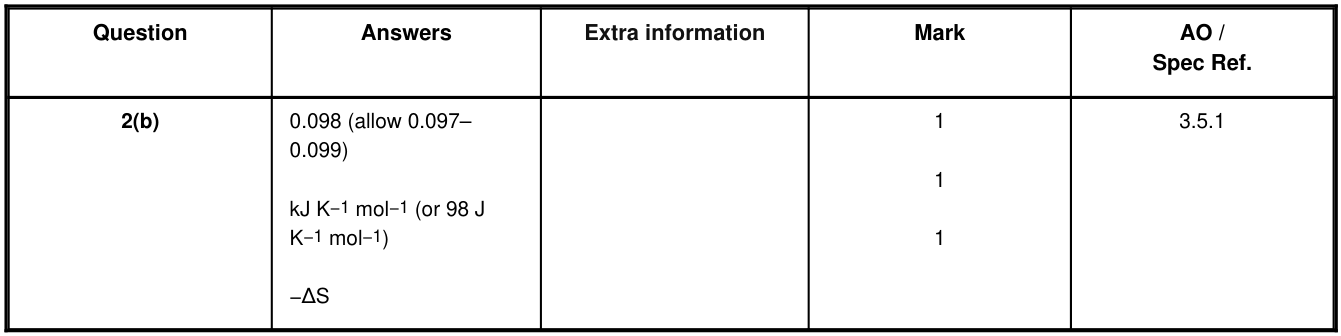 Question Answers Extra information Mark AO /
Spec Ref.
2(b) 0.098 (allow 0.097– 1 3.5.1
0.099)
1
kJ K–1 mol–1 (or 98 J
K–1 mol–1) 1
–ΔS